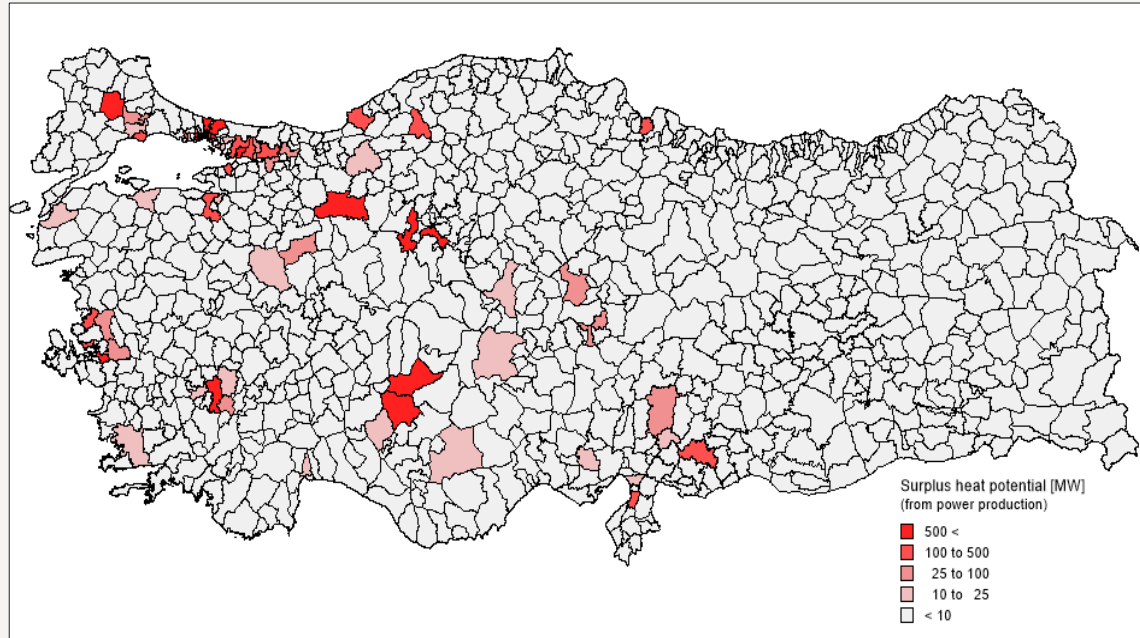 Surplus heat potential [MW]
(from power production)
500 <
100 to 500
25 to 100
10 to 25
< 10